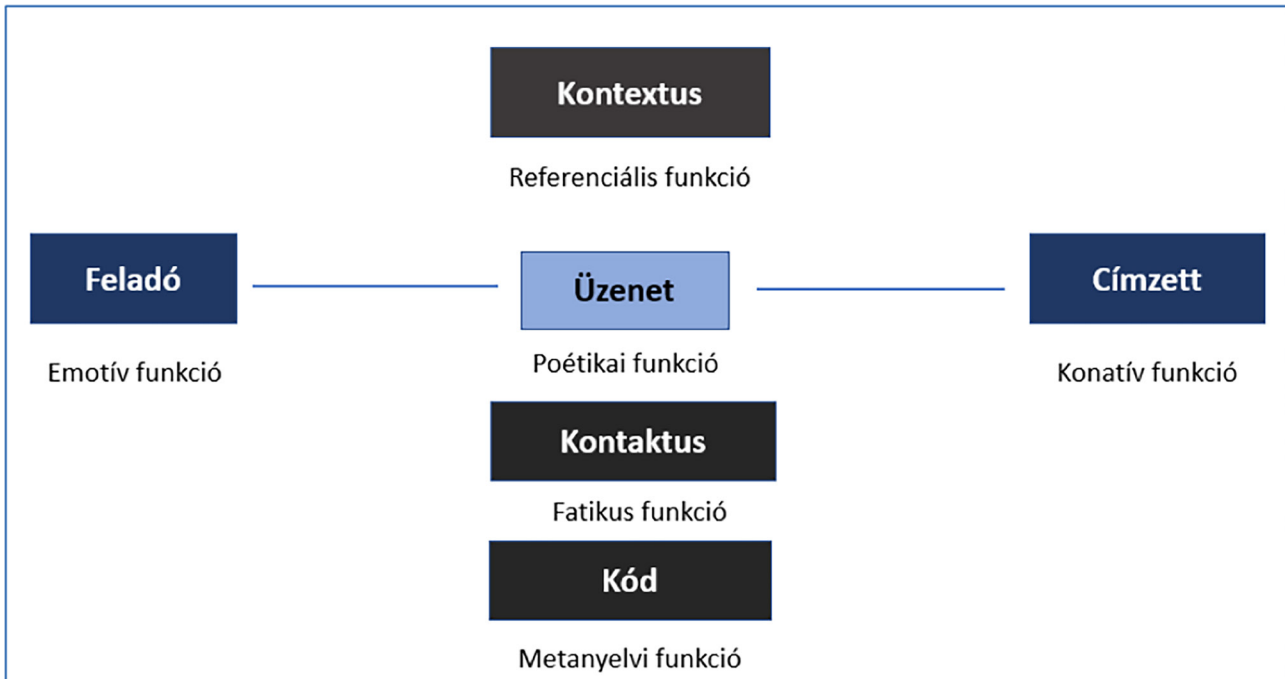 Kontextus
Referenciális funkció
Feladó
Üzenet
Címzett
Emotív funkció
Poétikai funkció
Konatív funkció
Kontaktus
Fatikus funkció
Kód
Metanyelvi funkció